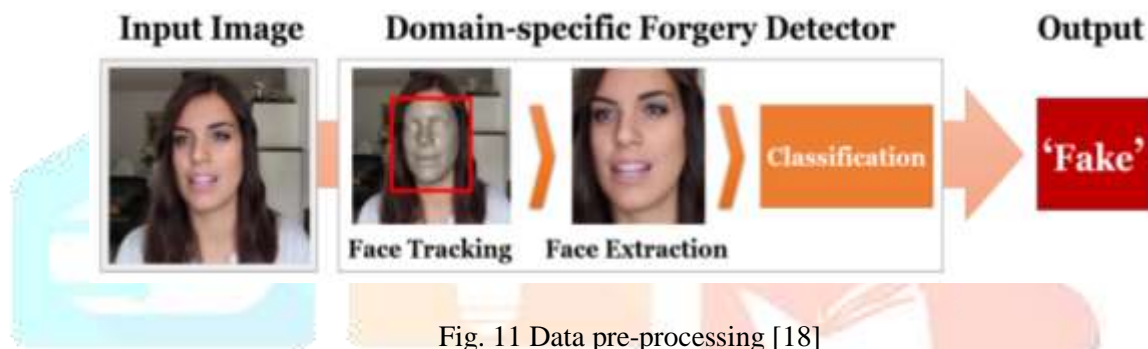 Input Image Domain-specific Forgery Detector Output
Classification
'Fake'
Face Tracking Face Extraction
Fig. 11 Data pre-processing [18]